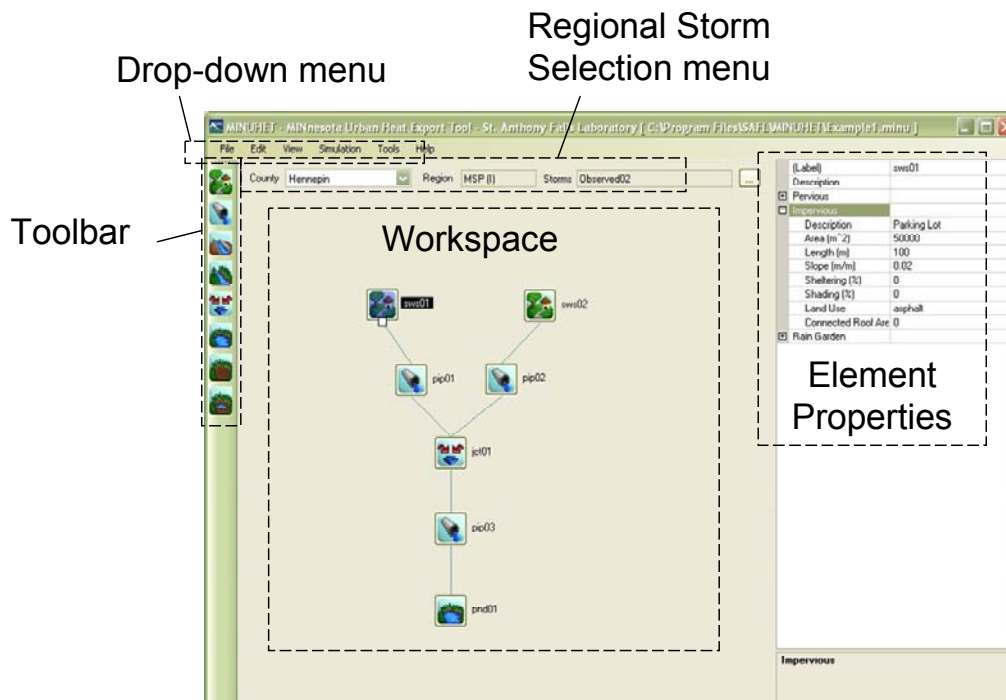 Regional Storm
Selection menu
Drop-down menu
MINUHET - MINnesota Urban Heat Export Tool - St. Anthony Falls Laboratory [ C:\Program Files\SAFL\MINUHET\Example1.minu ]
File Edit View Simulation Tools Help
County Hennepin Region MSP (I) Storms Observed02 ...
Toolbar
Workspace
sws01
sws02
pip01
pip02
jct01
pip03
pnd01
(Label) sws01
Description
Pervious
Impervious
Description Parking Lot
Area (m^2) 50000
Length (m) 100
Slope (m/m) 0.02
Sheltering (%) 0
Shading (%) 0
Land Use asphalt
Connected Roof Are 0
Rain Garden
Element
Properties
Impervious